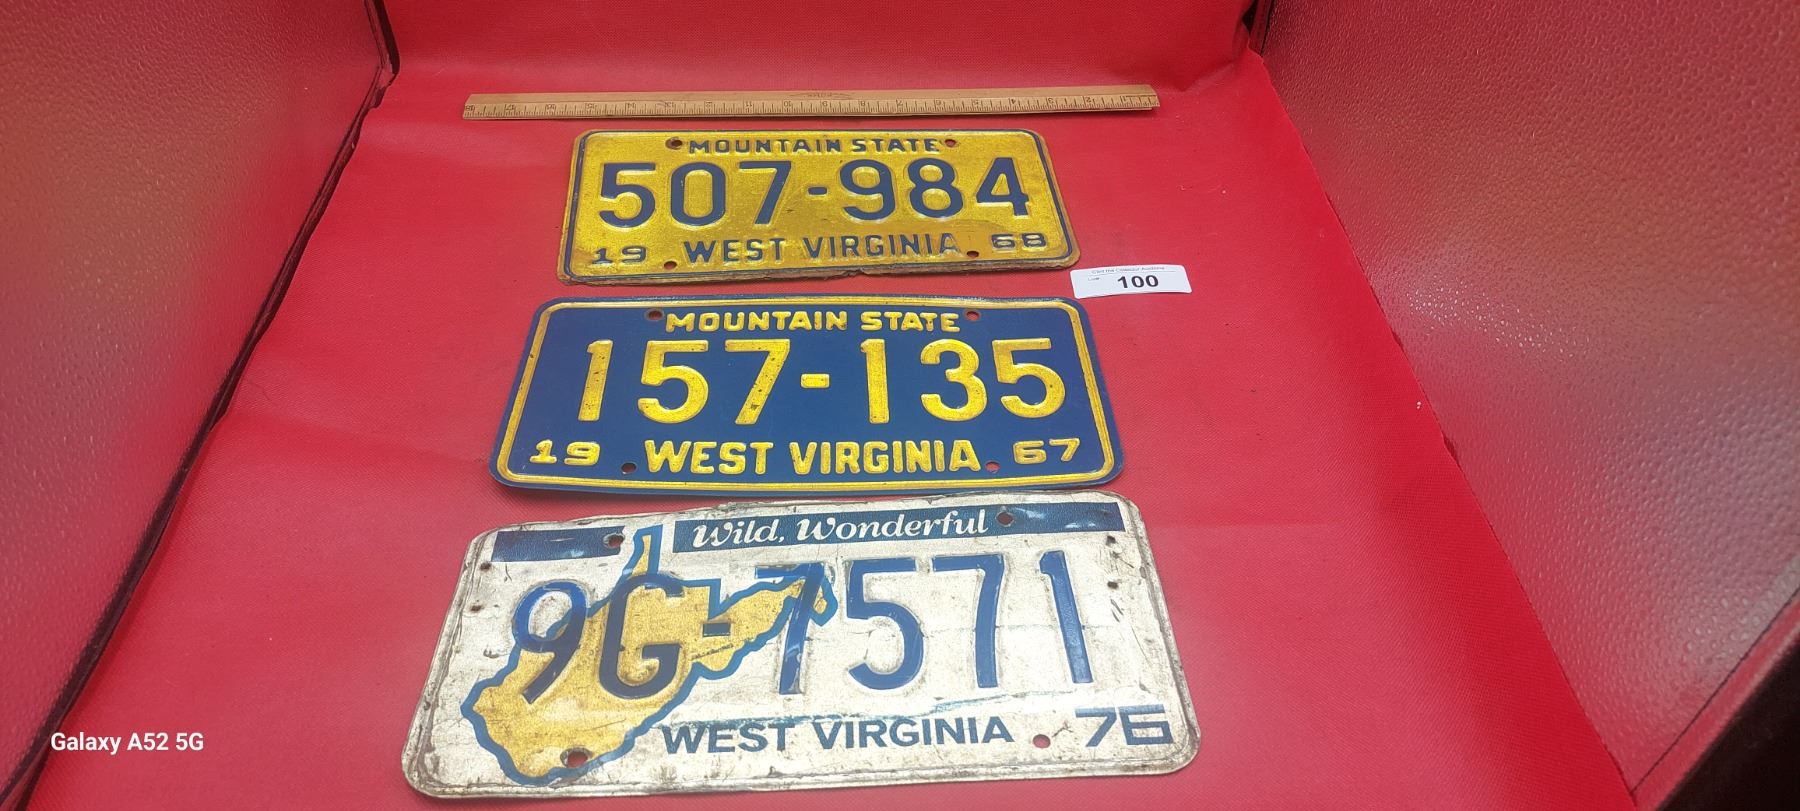 MOUNTAIN STATE
507-984
19 WEST VIRGINIA 68
100
MOUNTAIN STATE
157-135
19 WEST VIRGINIA 67
Wild, Wonderful
9G-7571
WEST VIRGINIA 76
Galaxy A52 5G